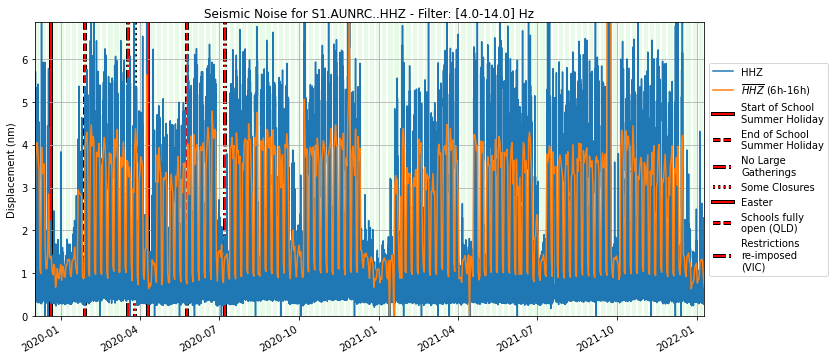 Seismic Noise for S1.AUNRC..HHZ - Filter: [4.0-14.0] Hz
Displacement (nm)
6
5
4
3
2
1
0
2020-01
2020-04
2020-07
2020-10
2021-01
2021-04
2021-07
2021-10
2022-01
HHZ
HHZ (6h-16h)
Start of School
Summer Holiday
End of School
Summer Holiday
No Large
Gatherings
Some Closures
Easter
Schools fully
open (QLD)
Restrictions
re-imposed
(VIC)